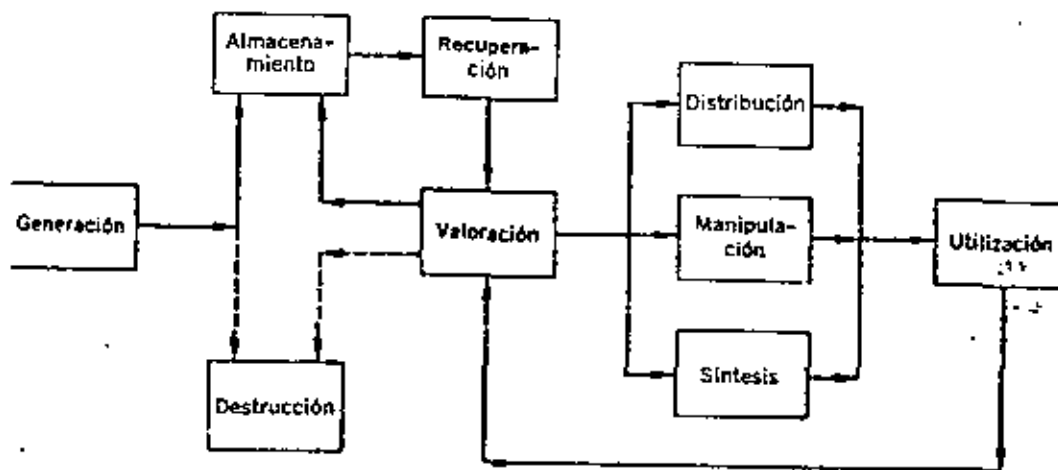 Almacena-
miento
Recupera-
ción
Distribución
Generación
Valoración
Manipula-
ción
Utilización
Destrucción
Síntesis